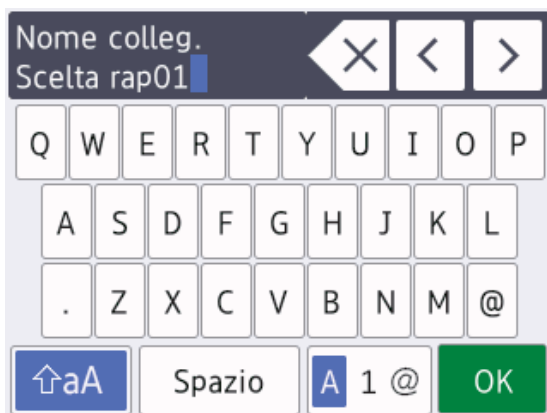 Nome colleg.
Scelta rap01
Q W E R T Y U I O P
A S D F G H J K L
. Z X C V B N M @
aA Spazio A 1 @ OK